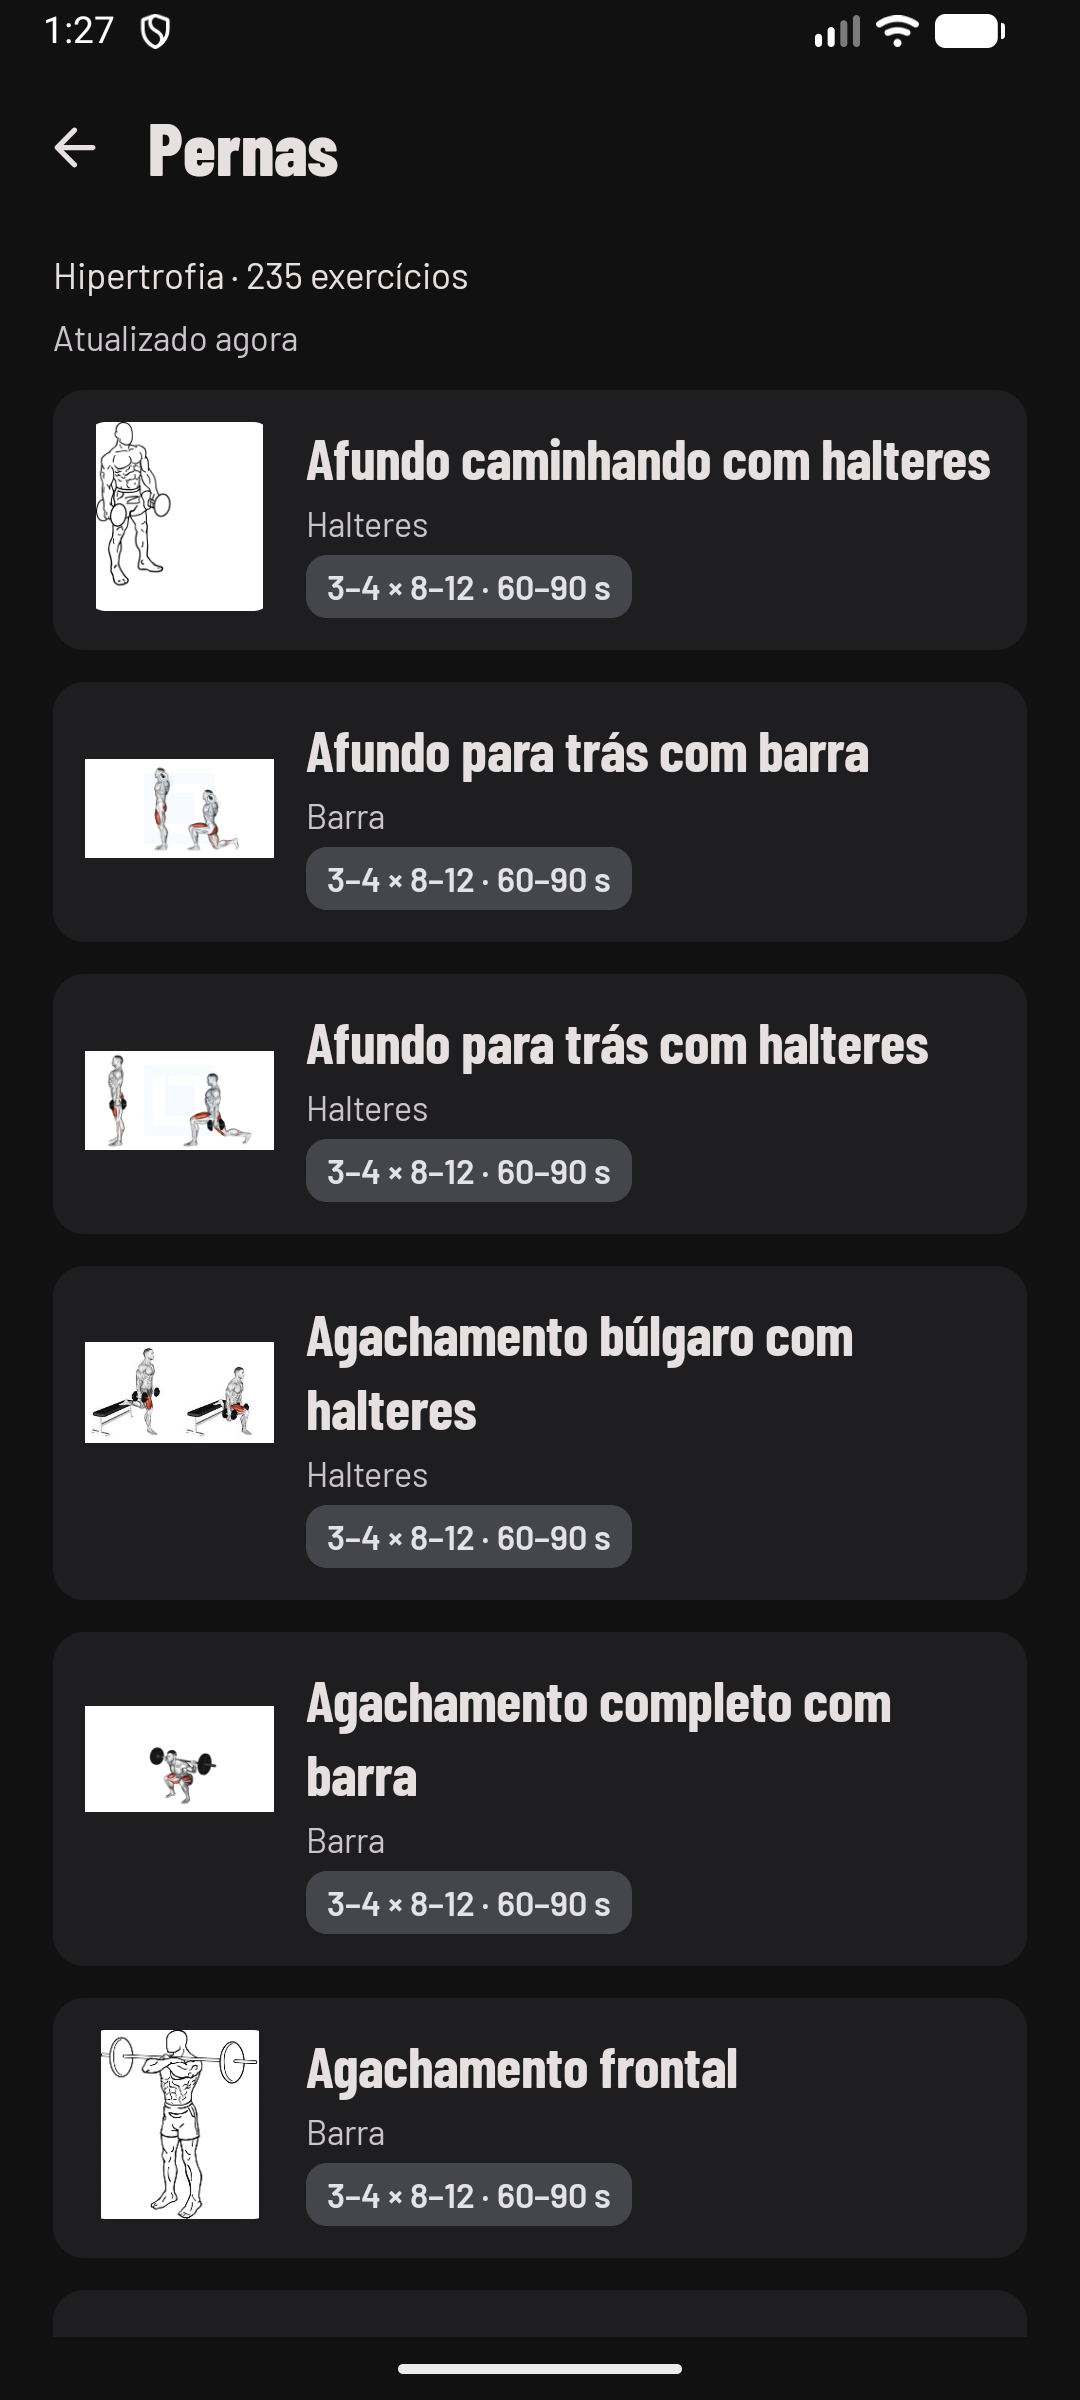 1:27
Pernas
Hipertrofia · 235 exercícios
Atualizado agora
Afundo caminhando com halteres
Halteres
3–4 × 8–12 · 60–90 s
Afundo para trás com barra
Barra
3–4 × 8–12 · 60–90 s
Afundo para trás com halteres
Halteres
3–4 × 8–12 · 60–90 s
Agachamento búlgaro com
halteres
Halteres
3–4 × 8–12 · 60–90 s
Agachamento completo com
barra
Barra
3–4 × 8–12 · 60–90 s
Agachamento frontal
Barra
3–4 × 8–12 · 60–90 s